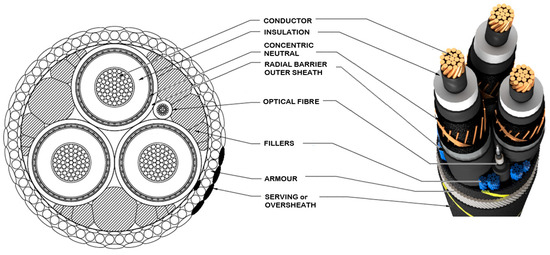 CONDUCTOR
INSULATION
CONCENTRIC
NEUTRAL
RADIAL BARRIER
OUTER SHEATH
OPTICAL FIBRE
FILLERS
ARMOUR
SERVING or
OVERSHEATH